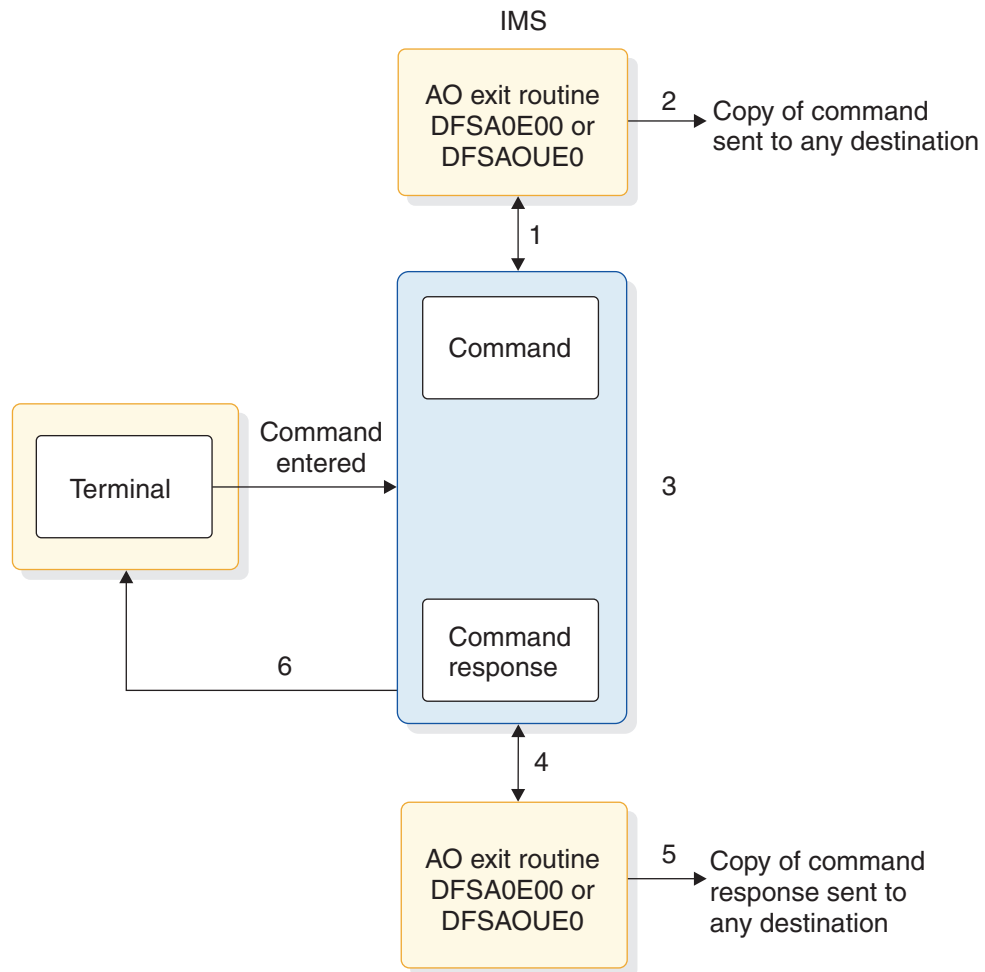 IMS
AO exit routine
DFSA0E00 or
DFSAOUE0
2
Copy of command
sent to any destination
1
Command
Command
entered
Terminal
3
Command
response
6
4
AO exit routine
DFSA0E00 or
DFSAOUE0
5
Copy of command
response sent to
any destination